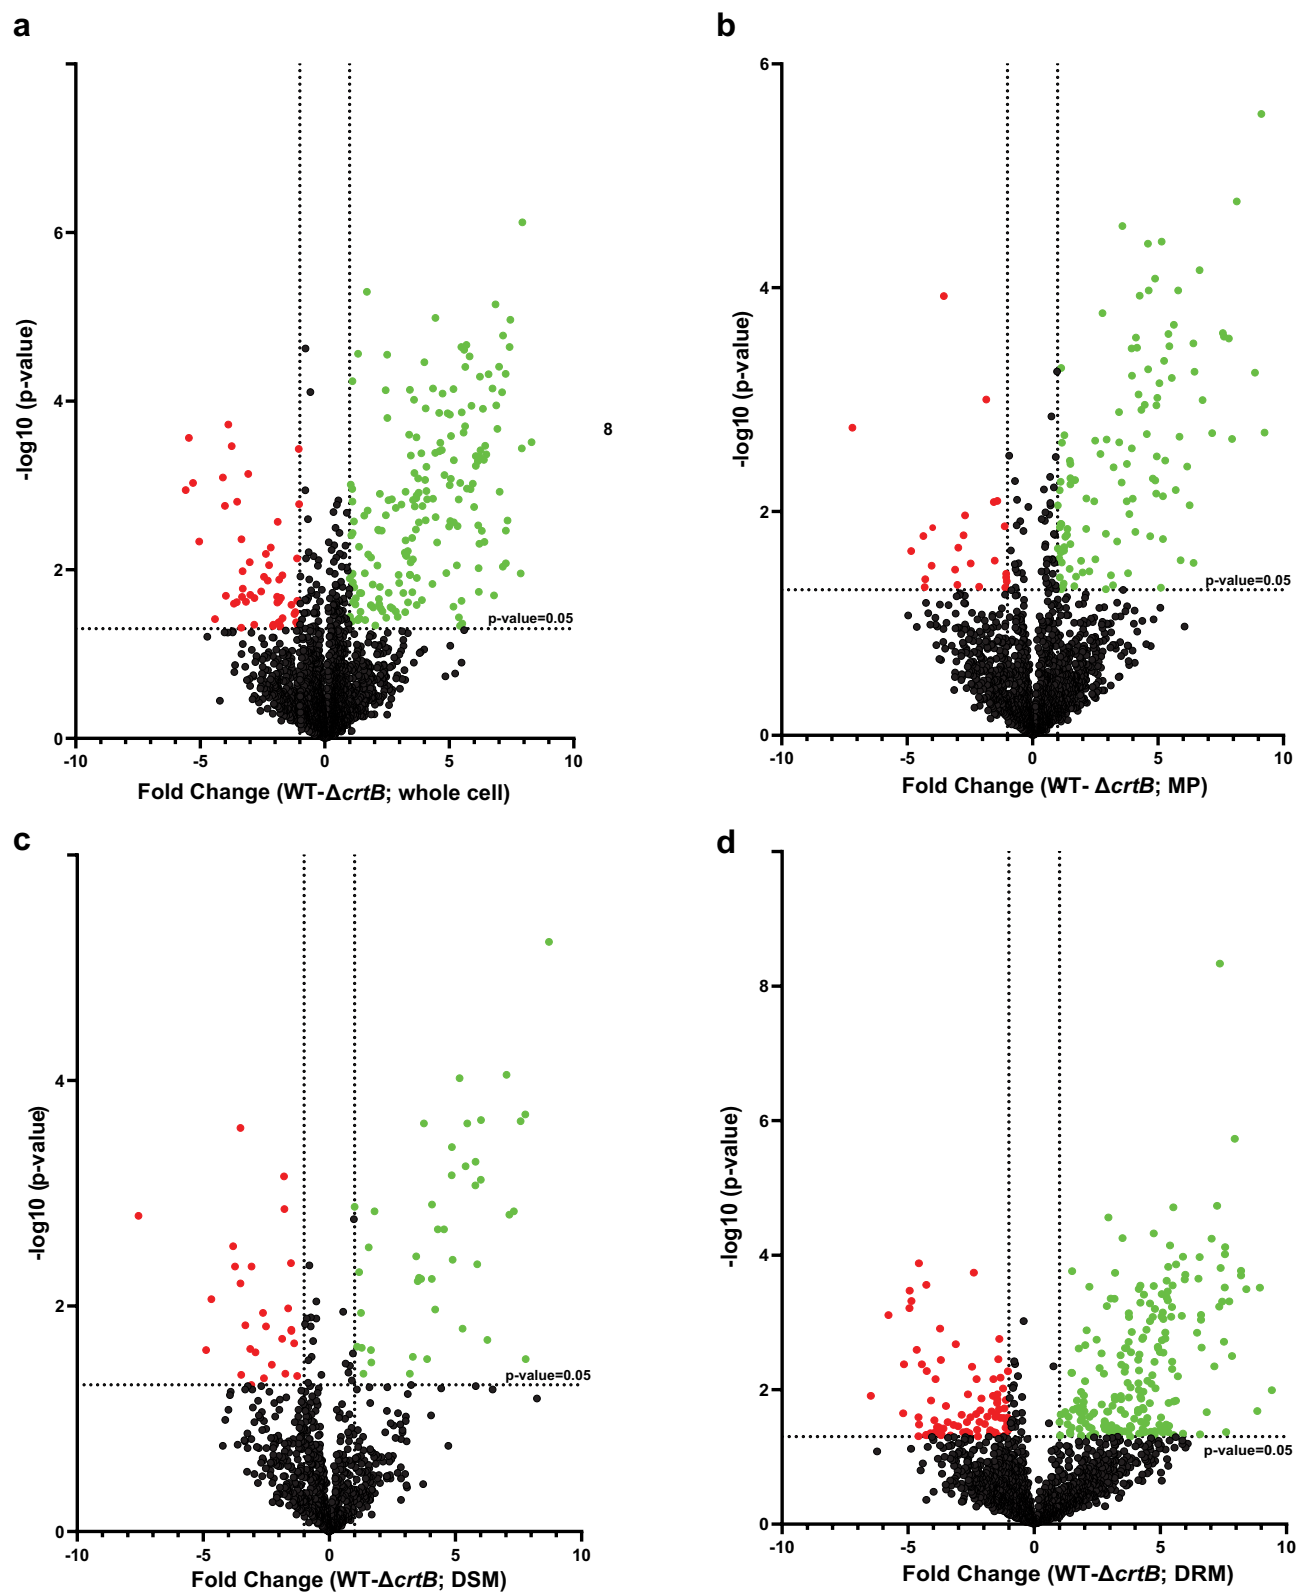 a
6
4
2
0
-10
-5
0
5
10
-log10 (p-value)
p-value=0.05
Fold Change (WT-ΔcrtB; whole cell)
8
b
6
4
2
0
-10
-5
0
5
10
-log10 (p-value)
p-value=0.05
Fold Change (WT- ΔcrtB; MP)
c
4
2
0
-10
-5
0
5
10
-log10 (p-value)
p-value=0.05
Fold Change (WT-ΔcrtB; DSM)
d
8
6
4
2
0
-10
-5
0
5
10
-log10 (p-value)
p-value=0.05
Fold Change (WT-ΔcrtB; DRM)